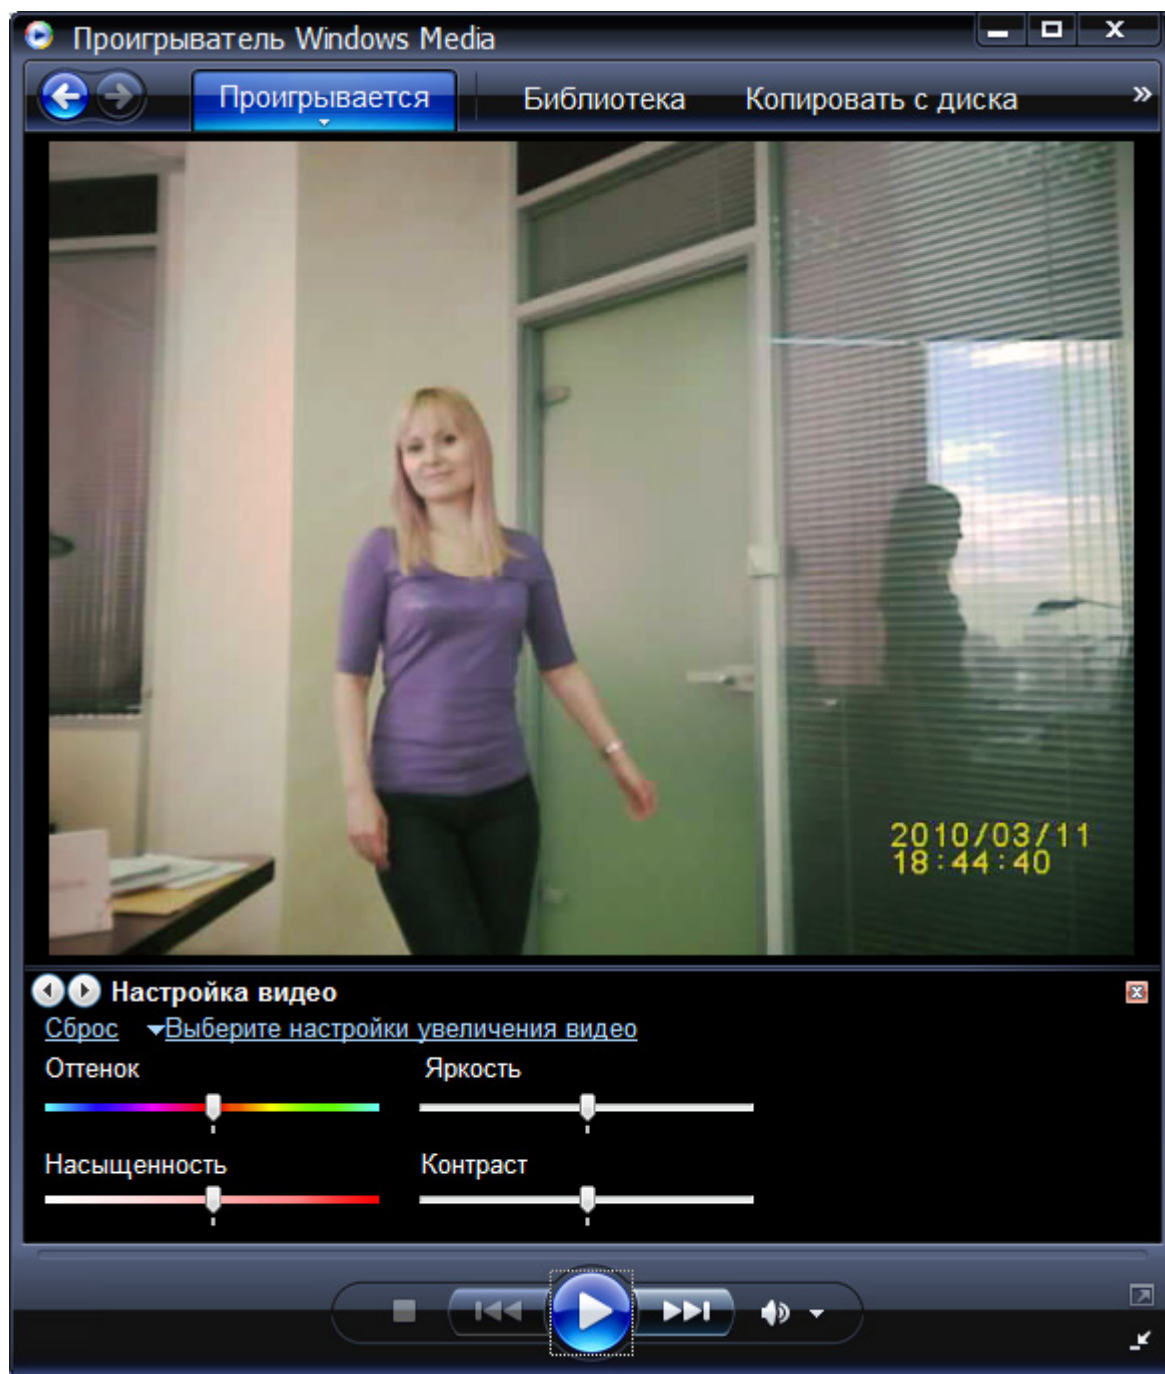 Проигрыватель Windows Media
Проигрывается Библиотека Копировать с диска »
2010/03/11
18:44:40
Настройка видео
Сброс Выберите настройки увеличения видео
Оттенок Яркость
Насыщенность Контраст